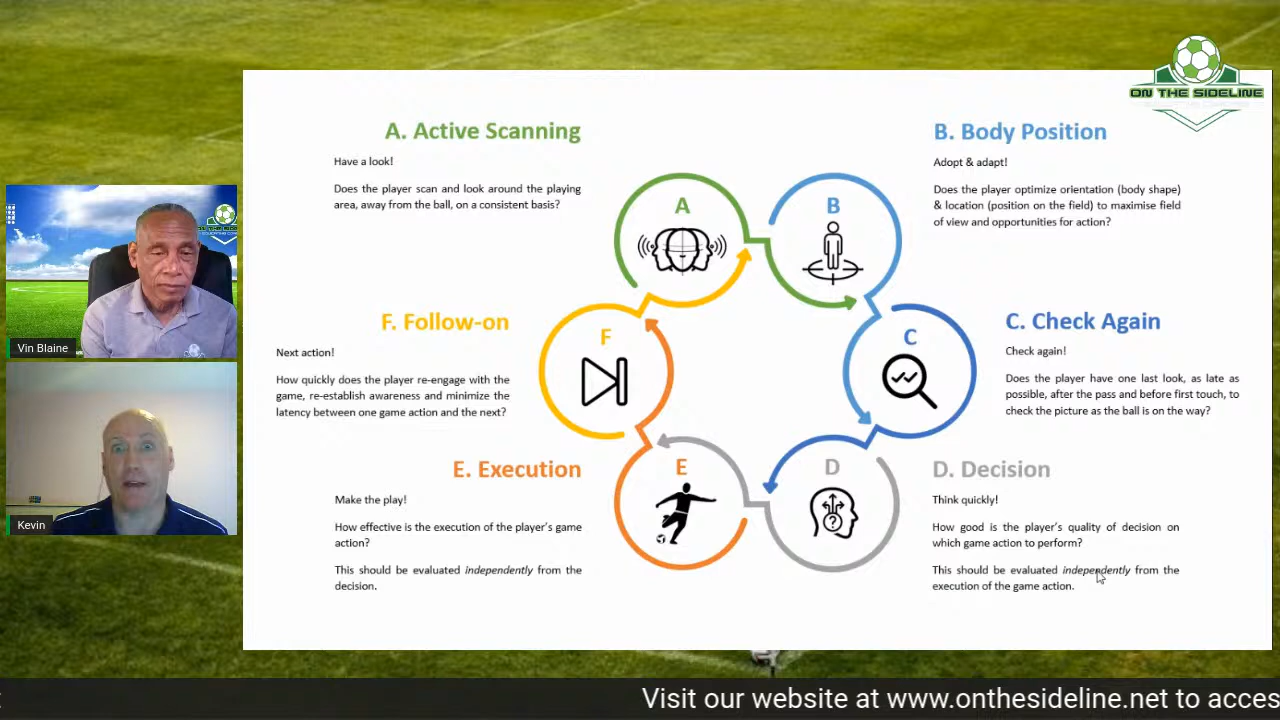 ON THE SIDELINE
A. Active Scanning
Have a look!
Does the player scan and look around the playing
area, away from the ball, on a consistent basis?
B. Body Position
Adopt & adapt!
Does the player optimize orientation (body shape)
& location (position on the field) to maximise field
of view and opportunities for action?
A
B
F. Follow-on
Next action!
How quickly does the player re-engage with the
game, re-establish awareness and minimize the
latency between one game action and the next?
F
C
C. Check Again
Check again!
Does the player have one last look, as late as
possible, after the pass and before first touch, to
check the picture as the ball is on the way?
E. Execution
Make the play!
How effective is the execution of the player's game
action?
This should be evaluated independently from the
decision.
E
D
?
D. Decision
Think quickly!
How good is the player's quality of decision on
which game action to perform?
This should be evaluated independently from the
execution of the game action.
Vin Blaine
Kevin
Visit our website at www.onthesideline.net to acces